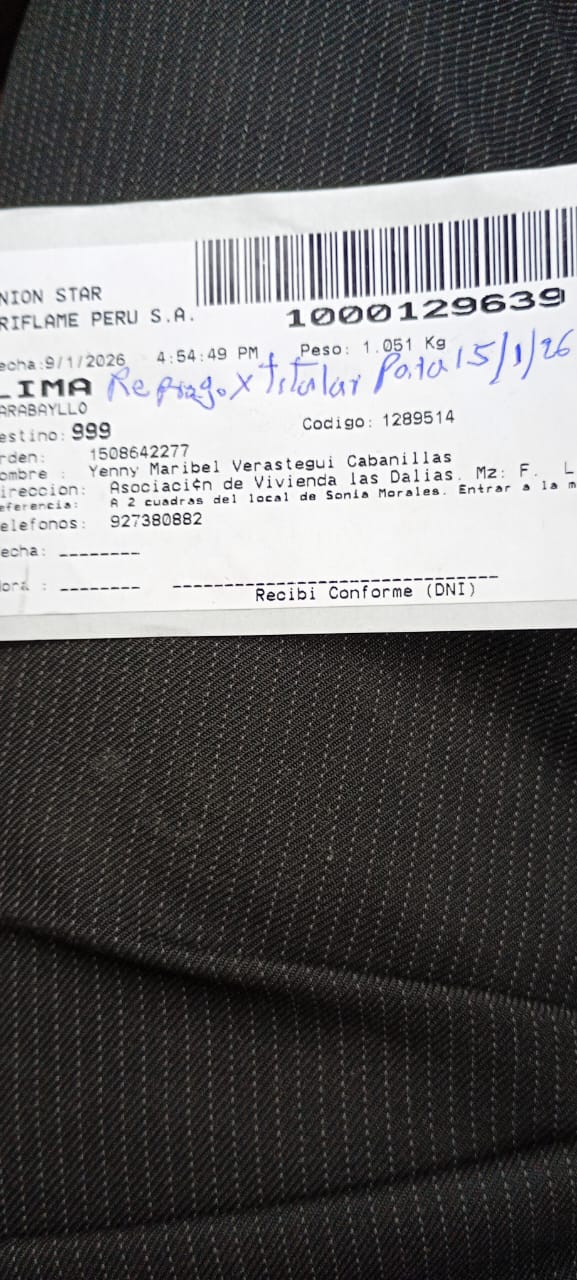 NION STAR
RIFLAME PERU S.A.
1000129639
echa:9/1/2026 4:54:49 PM Peso: 1.051 Kg
LIMA Reprogo x titular Para 15/1/26
ARABAYLLO
estino: 999 Codigo: 1289514
rden: 1508642277
ombre : Yenny Maribel Verastegui Cabanillas
ireccion: Asociaci¢n de Vivienda las Dalias. Mz: F. L
eferencia: A 2 cuadras del local de Sonia Morales. Entrar a la m
elefonos: 927380882
echa: --------
ora : --------
Recibi Conforme (DNI)